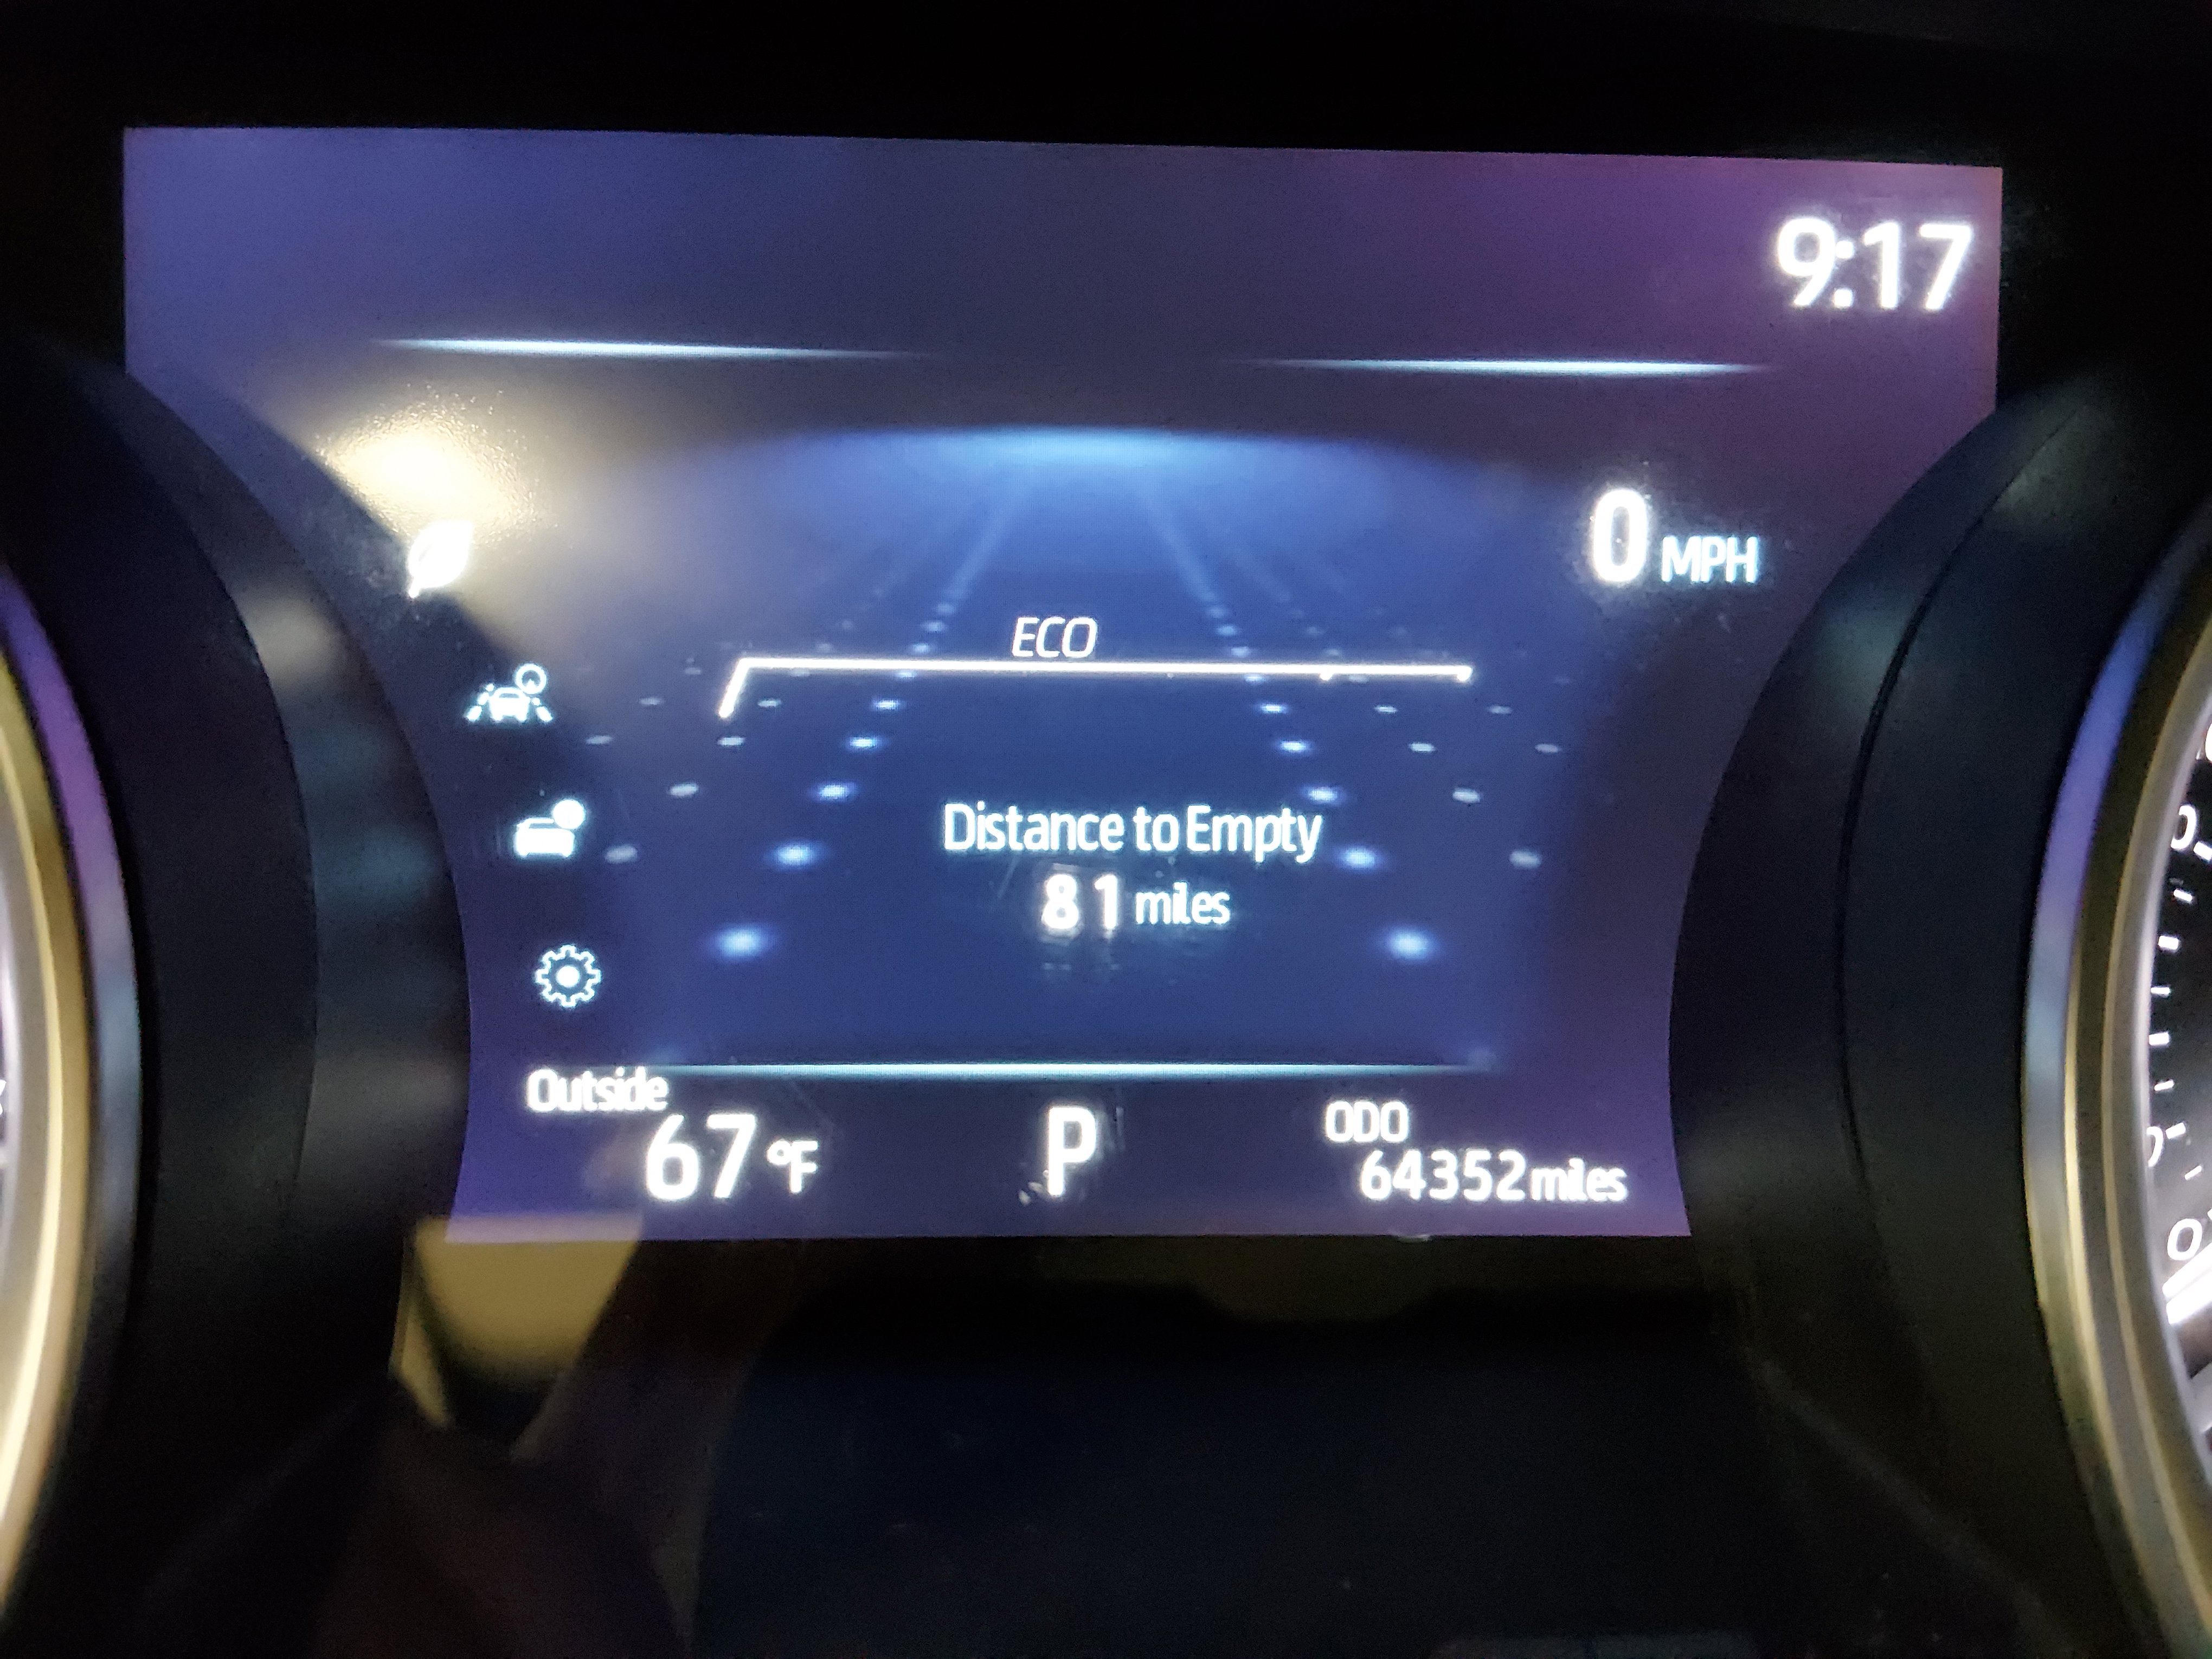 9:17
0 MPH
ECO
Distance to Empty
81 miles
Outside
67 °F
P
ODO
64352 miles